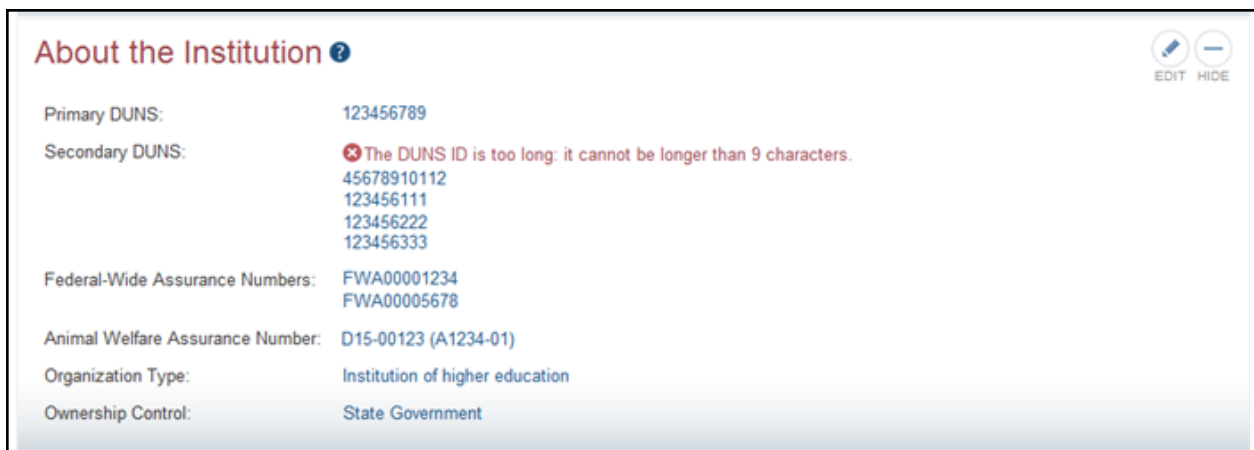 About the Institution ?
EDIT HIDE
Primary DUNS: 123456789
Secondary DUNS: The DUNS ID is too long: it cannot be longer than 9 characters.
45678910112
123456111
123456222
123456333
Federal-Wide Assurance Numbers: FWA00001234
FWA00005678
Animal Welfare Assurance Number: D15-00123 (A1234-01)
Organization Type: Institution of higher education
Ownership Control: State Government